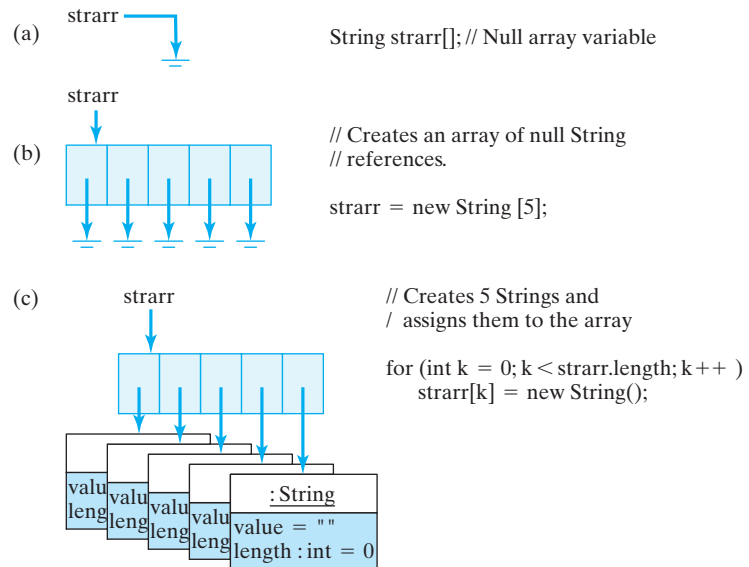 (a)
strarr
String strarr[]; // Null array variable
(b)
strarr
// Creates an array of null String
// references.
strarr = new String [5];
(c)
strarr
// Creates 5 Strings and
/ assigns them to the array
for (int k = 0; k < strarr.length; k++ )
strarr[k] = new String();
valu
leng
valu
leng
valu
leng
valu
leng
: String
value = " "
length : int = 0